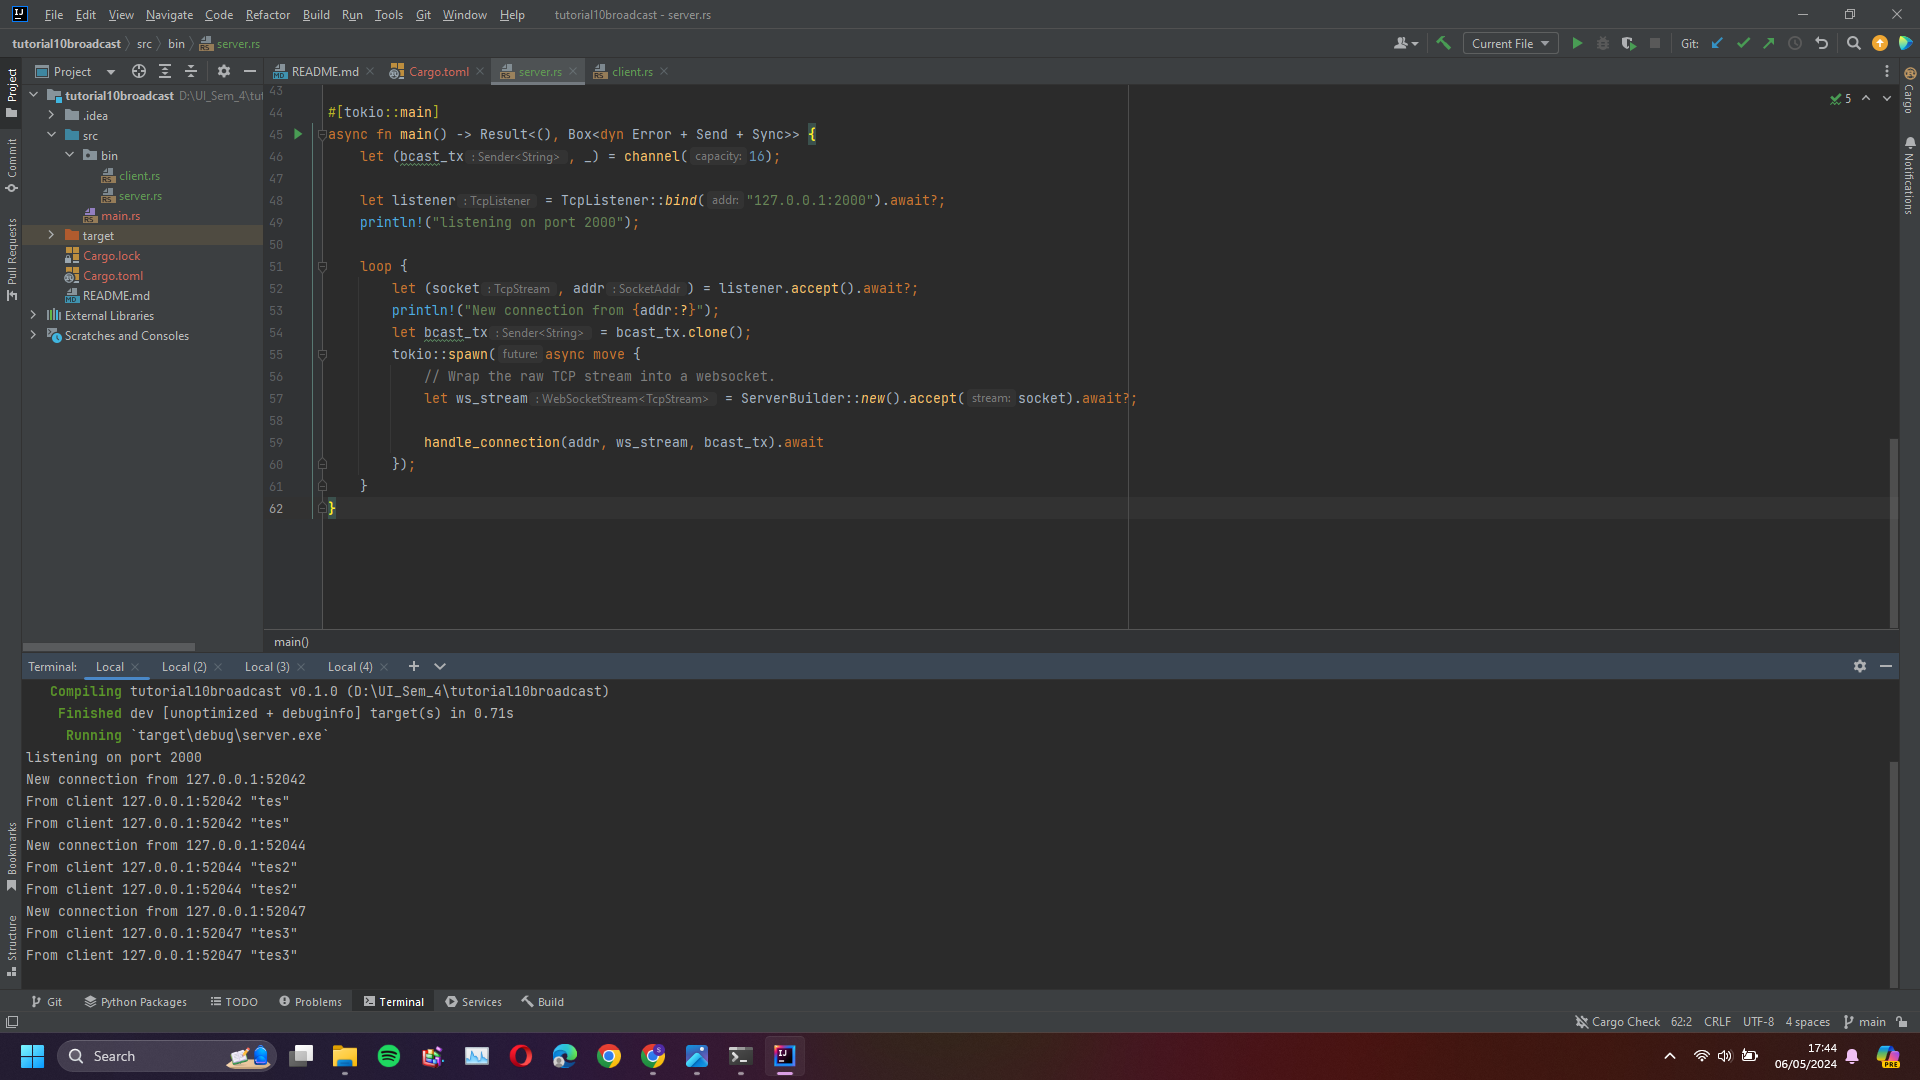 File Edit View Navigate Code Refactor Build Run Tools Git Window Help tutorial10broadcast - server.rs
tutorial10broadcast src bin server.rs Current File Git:
Project README.md Cargo.toml server.rs client.rs
Project
Commit
Pull Requests
Bookmarks
Structure
tutorial10broadcast D:\UI_Sem_4\tut
.idea
src
bin
client.rs
server.rs
main.rs
target
Cargo.lock
Cargo.toml
README.md
External Libraries
Scratches and Consoles
5
Cargo
Notifications
43
44 #[tokio::main]
45 async fn main() -> Result<(), Box<dyn Error + Send + Sync>> {
46 let (bcast_tx : Sender<String> , _) = channel( capacity: 16);
47
48 let listener : TcpListener = TcpListener::bind( addr: "127.0.0.1:2000").await?;
49 println!("listening on port 2000");
50
51 loop {
52 let (socket : TcpStream , addr : SocketAddr ) = listener.accept().await?;
53 println!("New connection from {addr:?}");
54 let bcast_tx : Sender<String> = bcast_tx.clone();
55 tokio::spawn( future: async move {
56 // Wrap the raw TCP stream into a websocket.
57 let ws_stream : WebSocketStream<TcpStream> = ServerBuilder::new().accept( stream: socket).await?;
58
59 handle_connection(addr, ws_stream, bcast_tx).await
60 });
61 }
62 }
main()
Terminal: Local Local (2) Local (3) Local (4)
Compiling tutorial10broadcast v0.1.0 (D:\UI_Sem_4\tutorial10broadcast)
Finished dev [unoptimized + debuginfo] target(s) in 0.71s
Running `target\debug\server.exe`
listening on port 2000
New connection from 127.0.0.1:52042
From client 127.0.0.1:52042 "tes"
From client 127.0.0.1:52042 "tes"
New connection from 127.0.0.1:52044
From client 127.0.0.1:52044 "tes2"
From client 127.0.0.1:52044 "tes2"
New connection from 127.0.0.1:52047
From client 127.0.0.1:52047 "tes3"
From client 127.0.0.1:52047 "tes3"
Git Python Packages TODO Problems Terminal Services Build
Cargo Check 62:2 CRLF UTF-8 4 spaces main
Search
17:44
06/05/2024
PRE